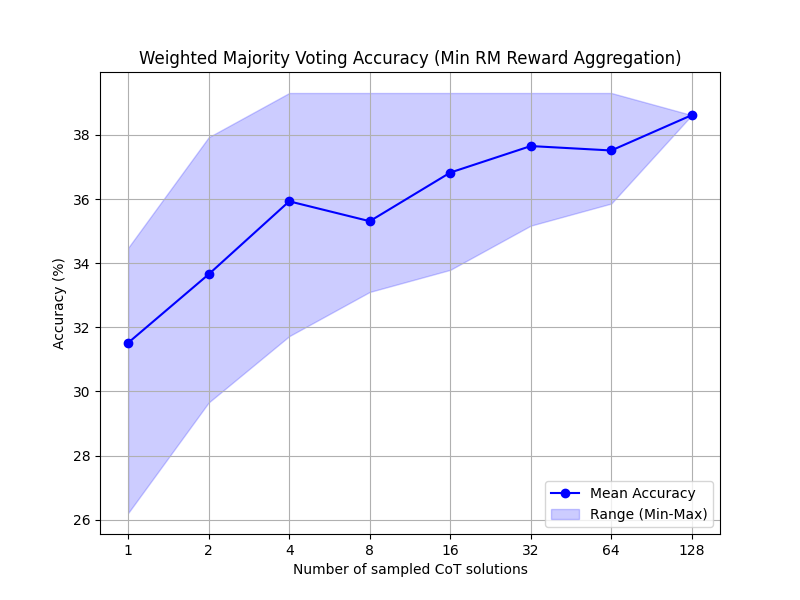 Weighted Majority Voting Accuracy (Min RM Reward Aggregation)
Accuracy (%)
38
36
34
32
30
28
26
Mean Accuracy
Range (Min-Max)
1 2 4 8 16 32 64 128
Number of sampled CoT solutions